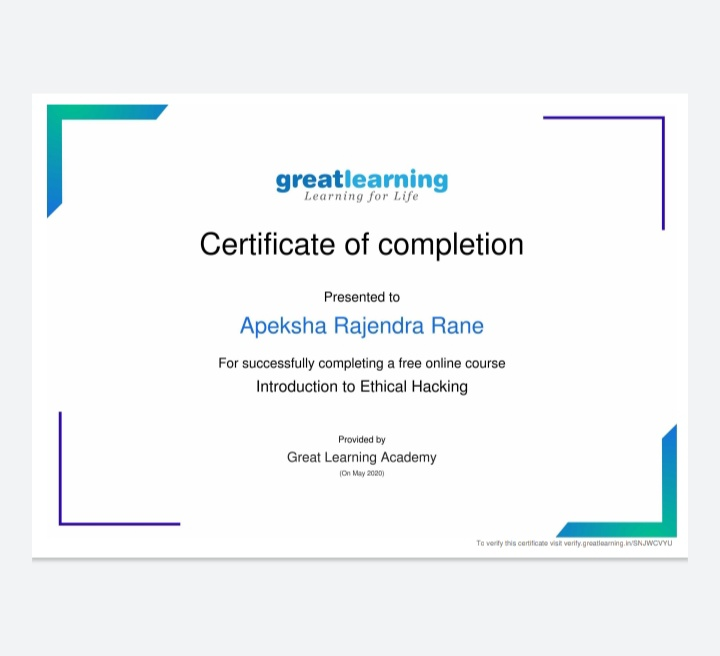 greatlearning
Learning for Life
Certificate of completion
Presented to
Apeksha Rajendra Rane
For successfully completing a free online course
Introduction to Ethical Hacking
Provided by
Great Learning Academy
(On May 2020)
To verify this certificate visit verify.greatlearning.in/SNJWCVYU